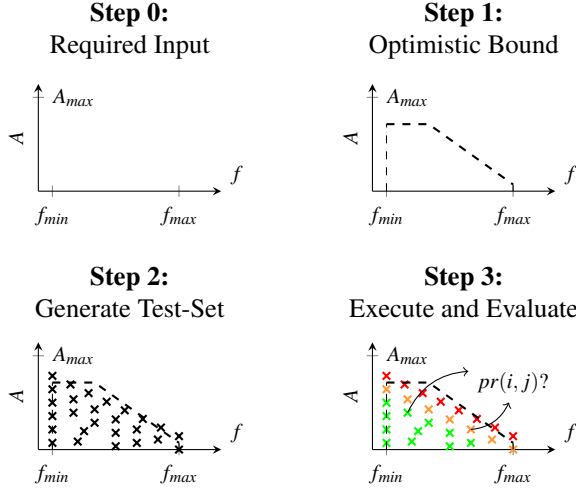 Step 0:
Required Input
A_max
A
f
f_min
f_max
Step 1:
Optimistic Bound
A_max
A
f
f_min
f_max
Step 2:
Generate Test-Set
A_max
A
f
f_min
f_max
Step 3:
Execute and Evaluate
A_max
pr(i, j)?
A
f
f_min
f_max